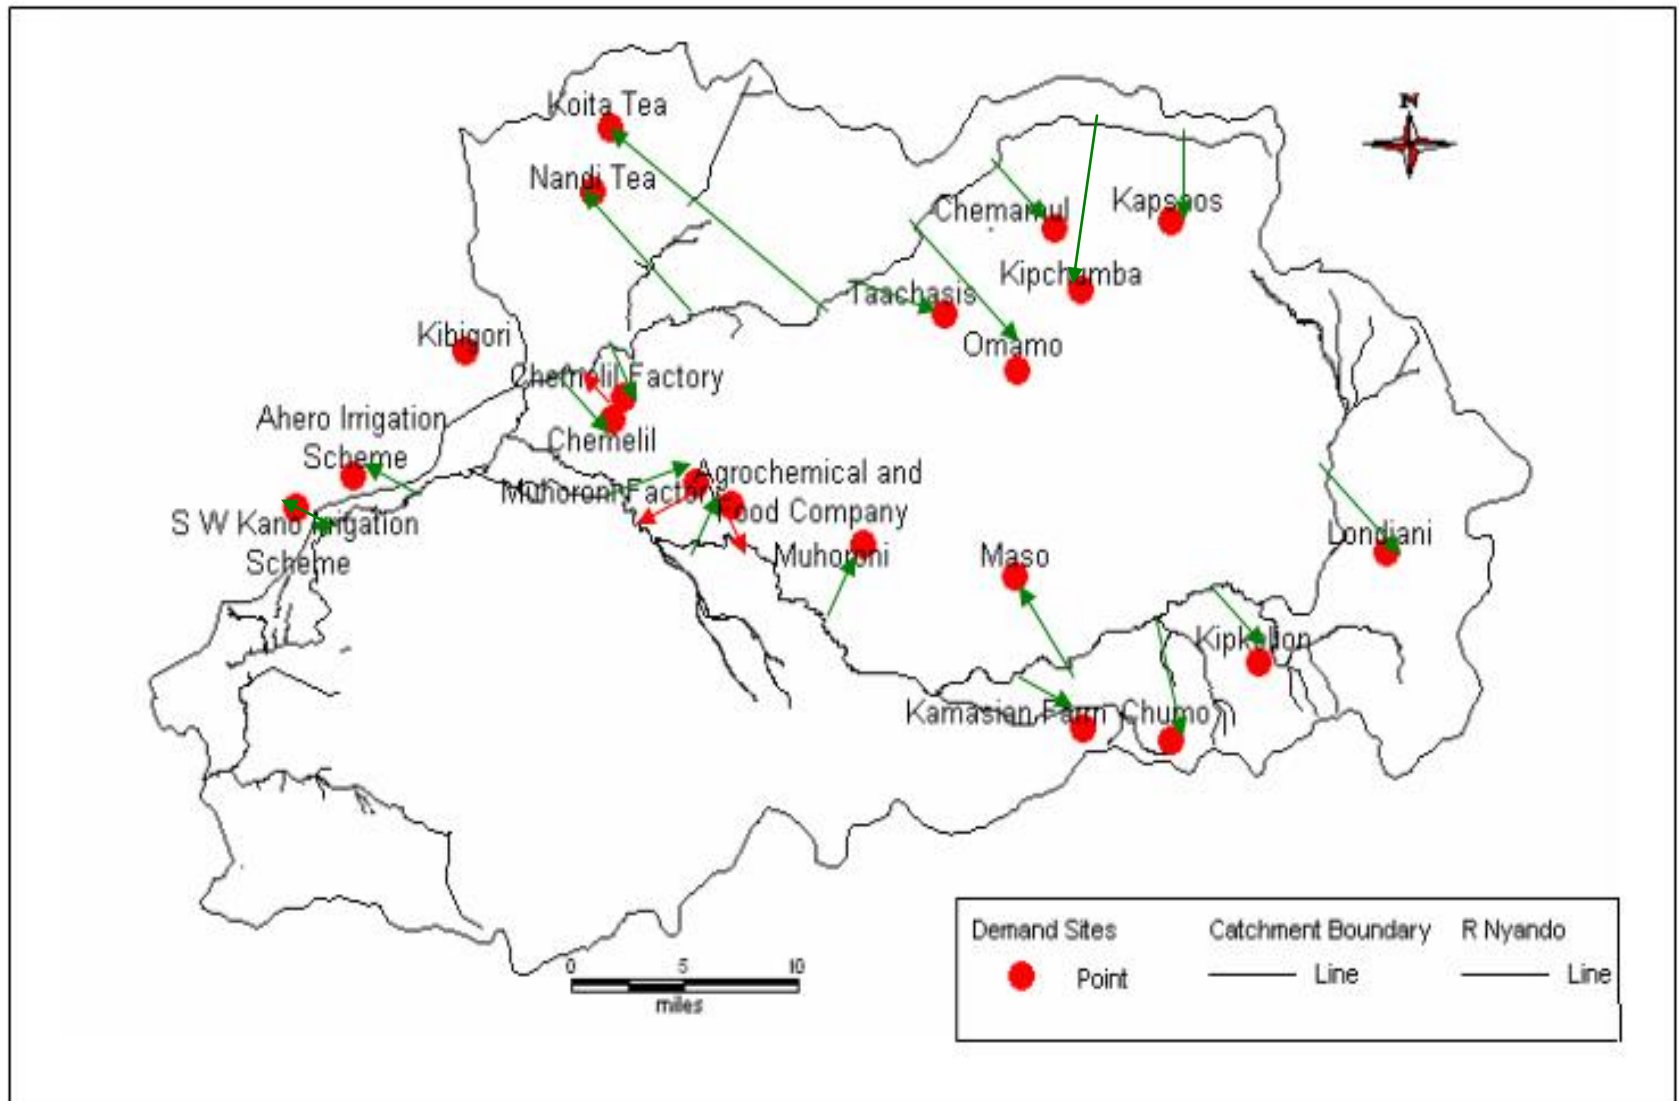 N
Koita Tea
Nandi Tea
Chemamul
Kapsaos
Kipchumba
Taachasis
Omamo
Kibigori
Chemelil Factory
Ahero Irrigation
Scheme
Chemelil
Agrochemical and
Food Company
Muhoroni Factory
S W Kano Irrigation
Scheme
Muhoroni
Maso
Londiani
Kipkelion
Kamasian Farm
Chumo
0 5 10
miles
Demand Sites Catchment Boundary R Nyando
Point Line Line